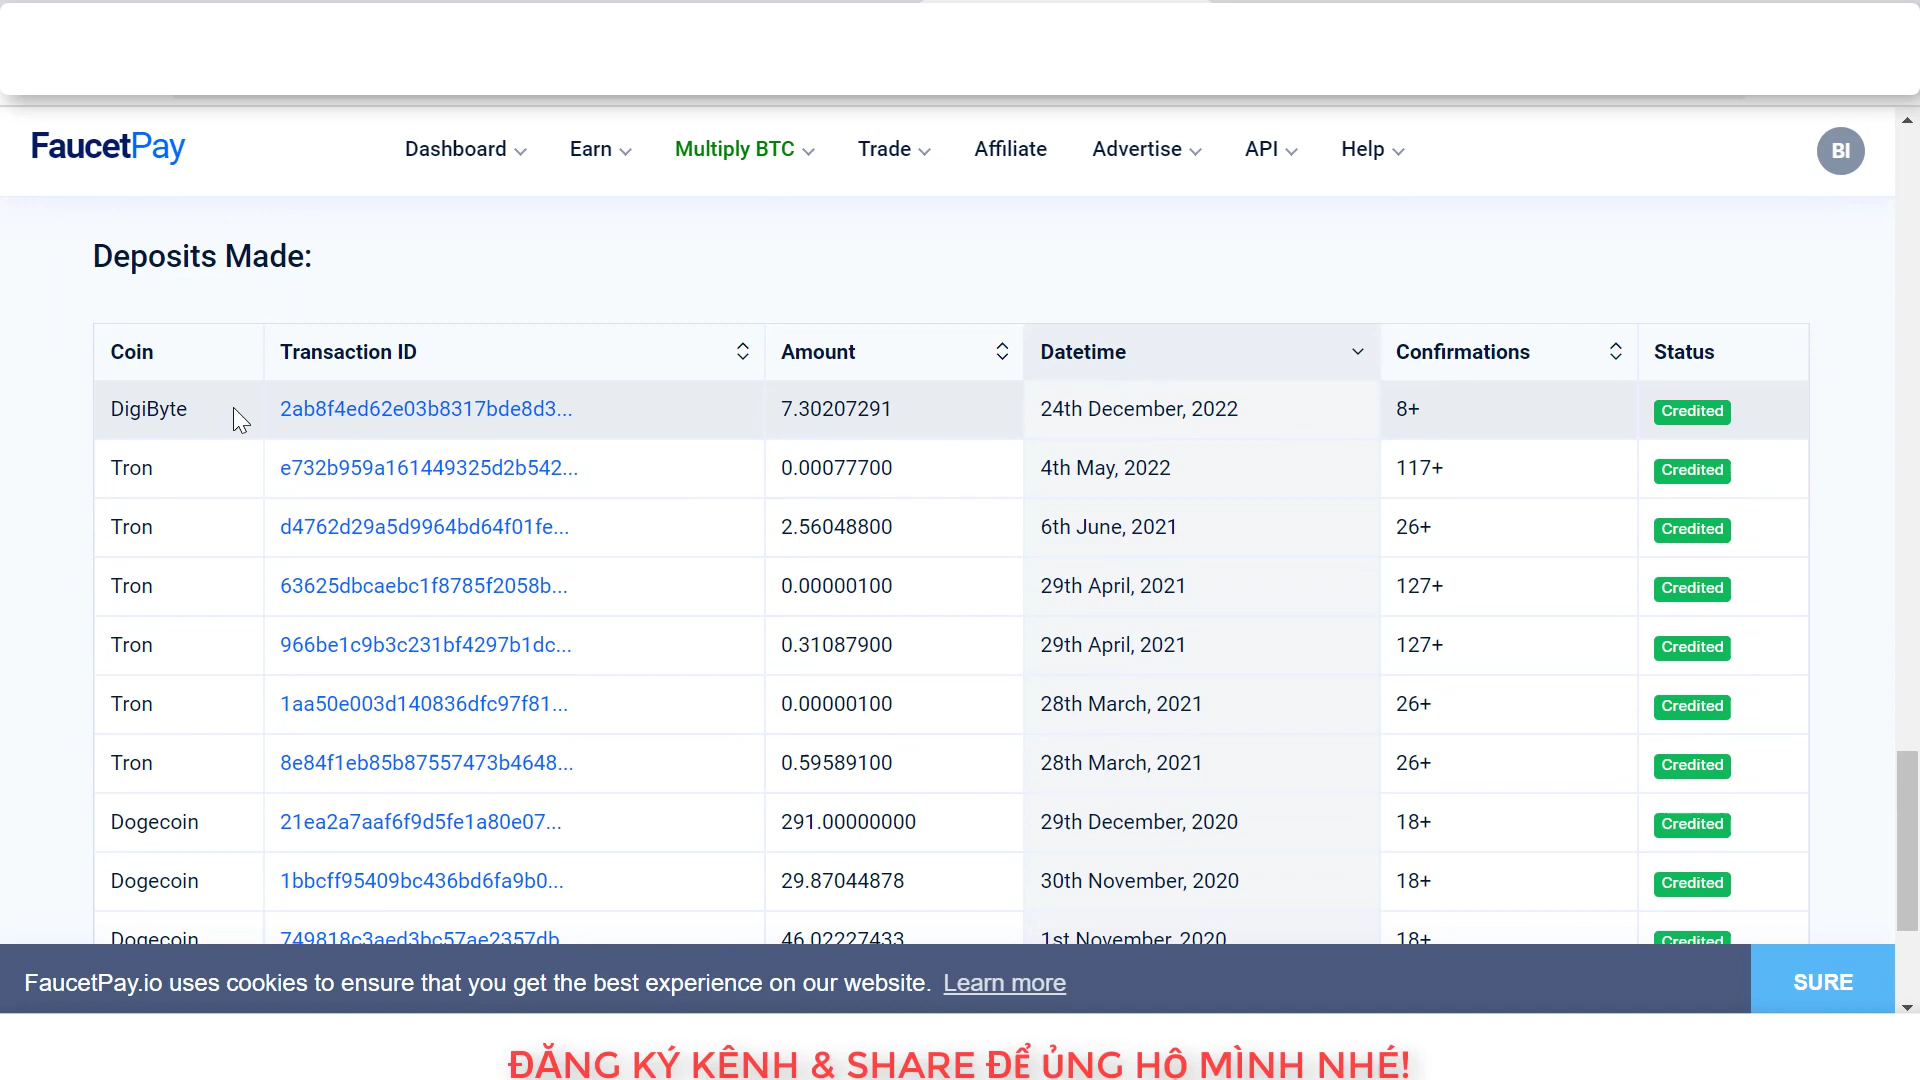 FaucetPay Dashboard Earn Multiply BTC Trade Affiliate Advertise API Help BI
Deposits Made:
Coin Transaction ID Amount Datetime Confirmations Status
DigiByte 2ab8f4ed62e03b8317bde8d3... 7.30207291 24th December, 2022 8+ Credited
Tron e732b959a161449325d2b542... 0.00077700 4th May, 2022 117+ Credited
Tron d4762d29a5d9964bd64f01fe... 2.56048800 6th June, 2021 26+ Credited
Tron 63625dbcaebc1f8785f2058b... 0.00000100 29th April, 2021 127+ Credited
Tron 966be1c9b3c231bf4297b1dc... 0.31087900 29th April, 2021 127+ Credited
Tron 1aa50e003d140836dfc97f81... 0.00000100 28th March, 2021 26+ Credited
Tron 8e84f1eb85b87557473b4648... 0.59589100 28th March, 2021 26+ Credited
Dogecoin 21ea2a7aaf6f9d5fe1a80e07... 291.00000000 29th December, 2020 18+ Credited
Dogecoin 1bbcff95409bc436bd6fa9b0... 29.87044878 30th November, 2020 18+ Credited
Dogecoin 749818c3aed3bc57ae2357db 46.02227433 1st November, 2020 18+ Credited
FaucetPay.io uses cookies to ensure that you get the best experience on our website. Learn more SURE
ĐĂNG KÝ KÊNH & SHARE ĐỂ ỦNG HỘ MÌNH NHÉ!